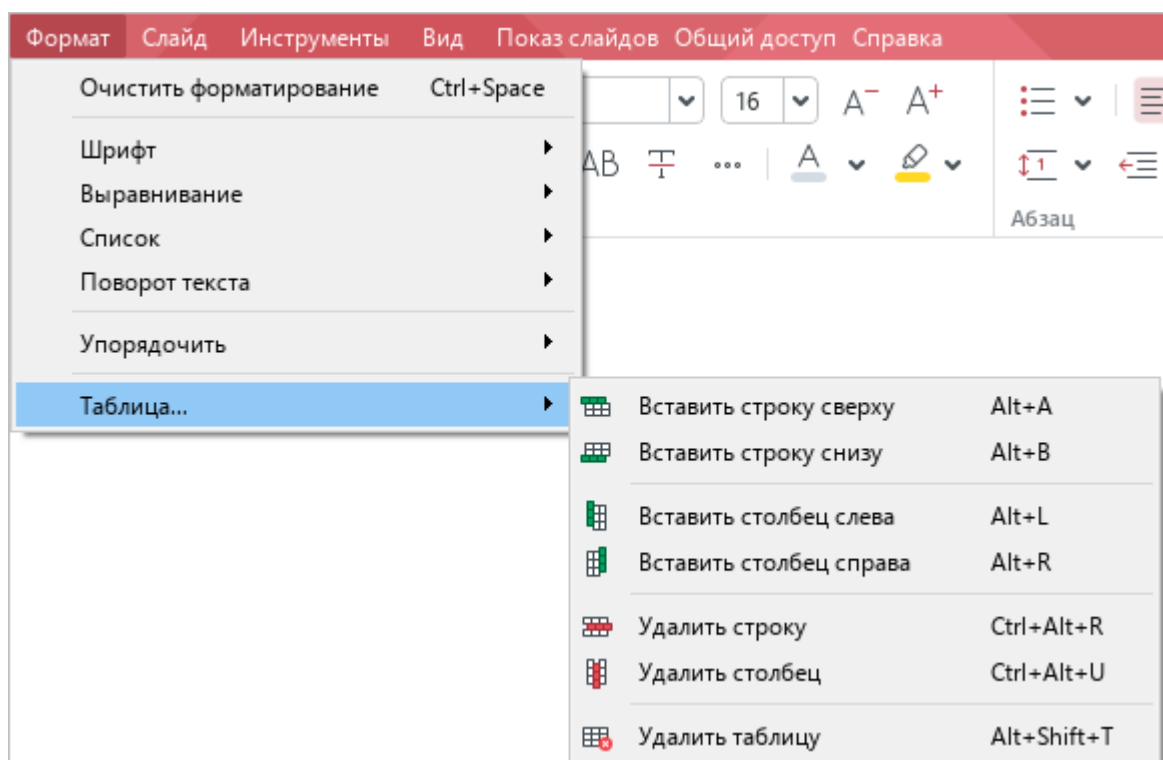 Формат Слайд Инструменты Вид Показ слайдов Общий доступ Справка
Очистить форматирование Ctrl+Space
16 A− A+
Шрифт
AB T ••• A
Выравнивание
1
Абзац
Список
Поворот текста
Упорядочить
Таблица...
Вставить строку сверху Alt+A
Вставить строку снизу Alt+B
Вставить столбец слева Alt+L
Вставить столбец справа Alt+R
Удалить строку Ctrl+Alt+R
Удалить столбец Ctrl+Alt+U
Удалить таблицу Alt+Shift+T